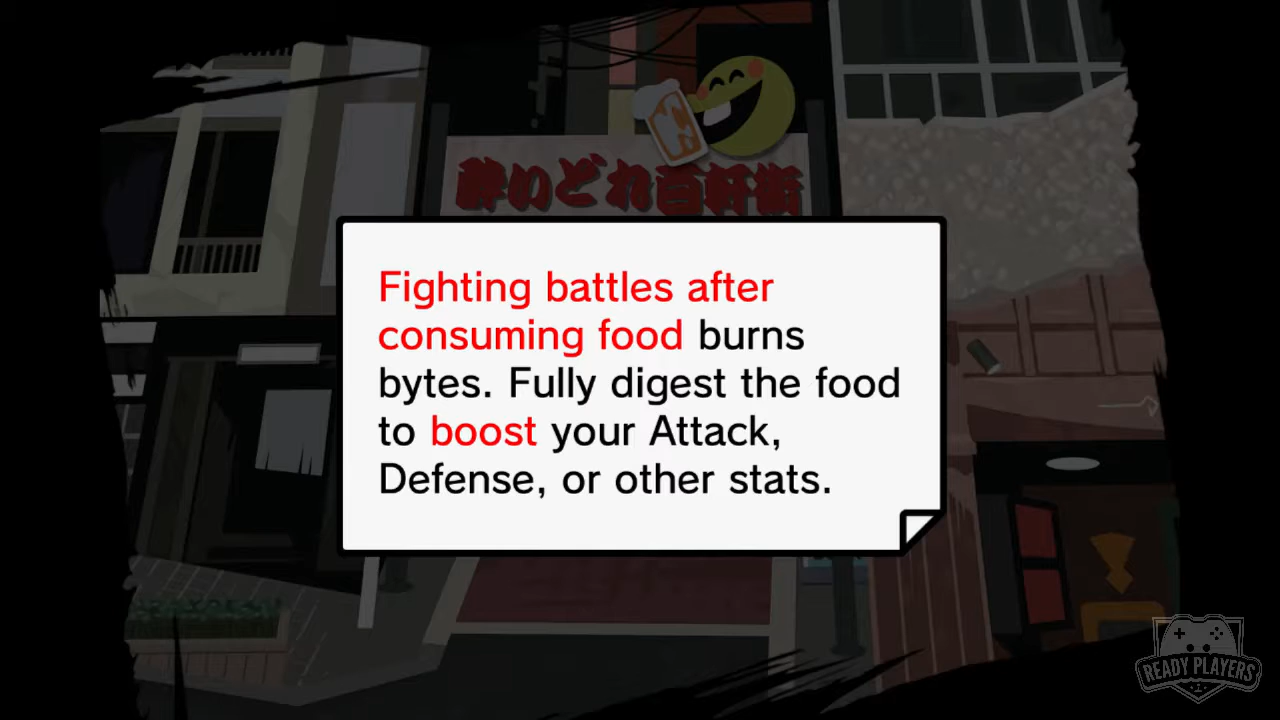 酔いどれ百軒街
Fighting battles after
consuming food burns
bytes. Fully digest the food
to boost your Attack,
Defense, or other stats.
READY PLAYERS